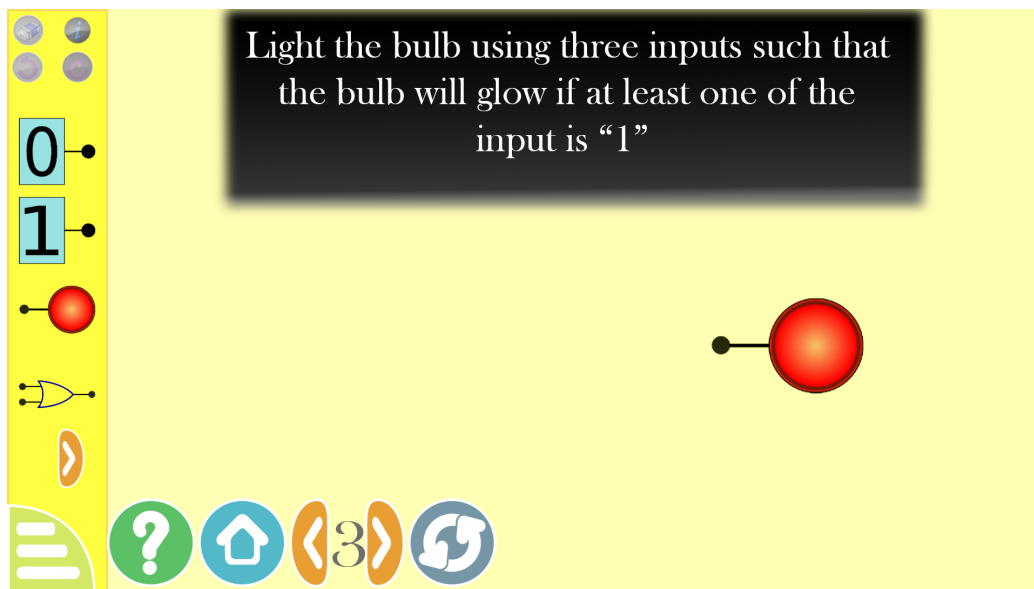 Light the bulb using three inputs such that
the bulb will glow if at least one of the
input is “1”
0
1
?
3